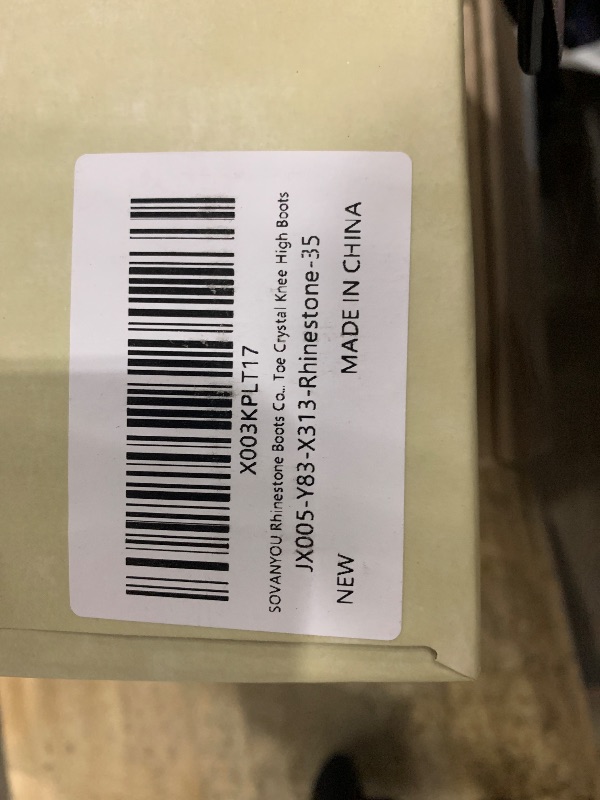 X003KPLT17
SOVANYOU Rhinestone Boots Co... Toe Crystal Knee High Boots
JX005-Y83-X313-Rhinestone-35
NEW MADE IN CHINA